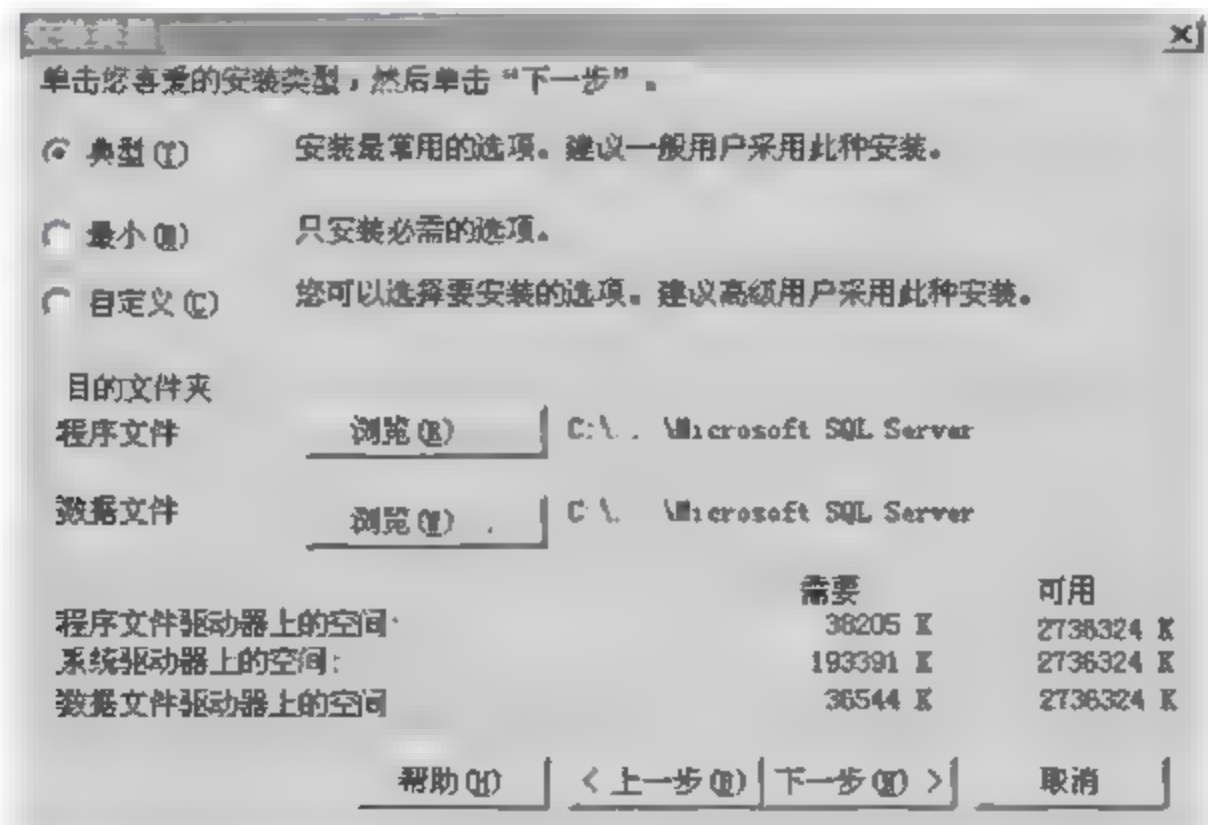 安装类型
单击您喜爱的安装类型，然后单击“下一步”。
典型(T) 安装最常用的选项。建议一般用户采用此种安装。
最小(M) 只安装必需的选项。
自定义(C) 您可以选择要安装的选项。建议高级用户采用此种安装。
目的文件夹
程序文件 浏览(R) C:\.. \Microsoft SQL Server
数据文件 浏览 C:\. \Microsoft SQL Server
需要 可用
程序文件驱动器上的空间: 38205 K 2736324 K
系统驱动器上的空间: 193391 K 2736324 K
数据文件驱动器上的空间 36544 K 2736324 K
帮助(H) < 上一步(B) 下一步(N) > 取消